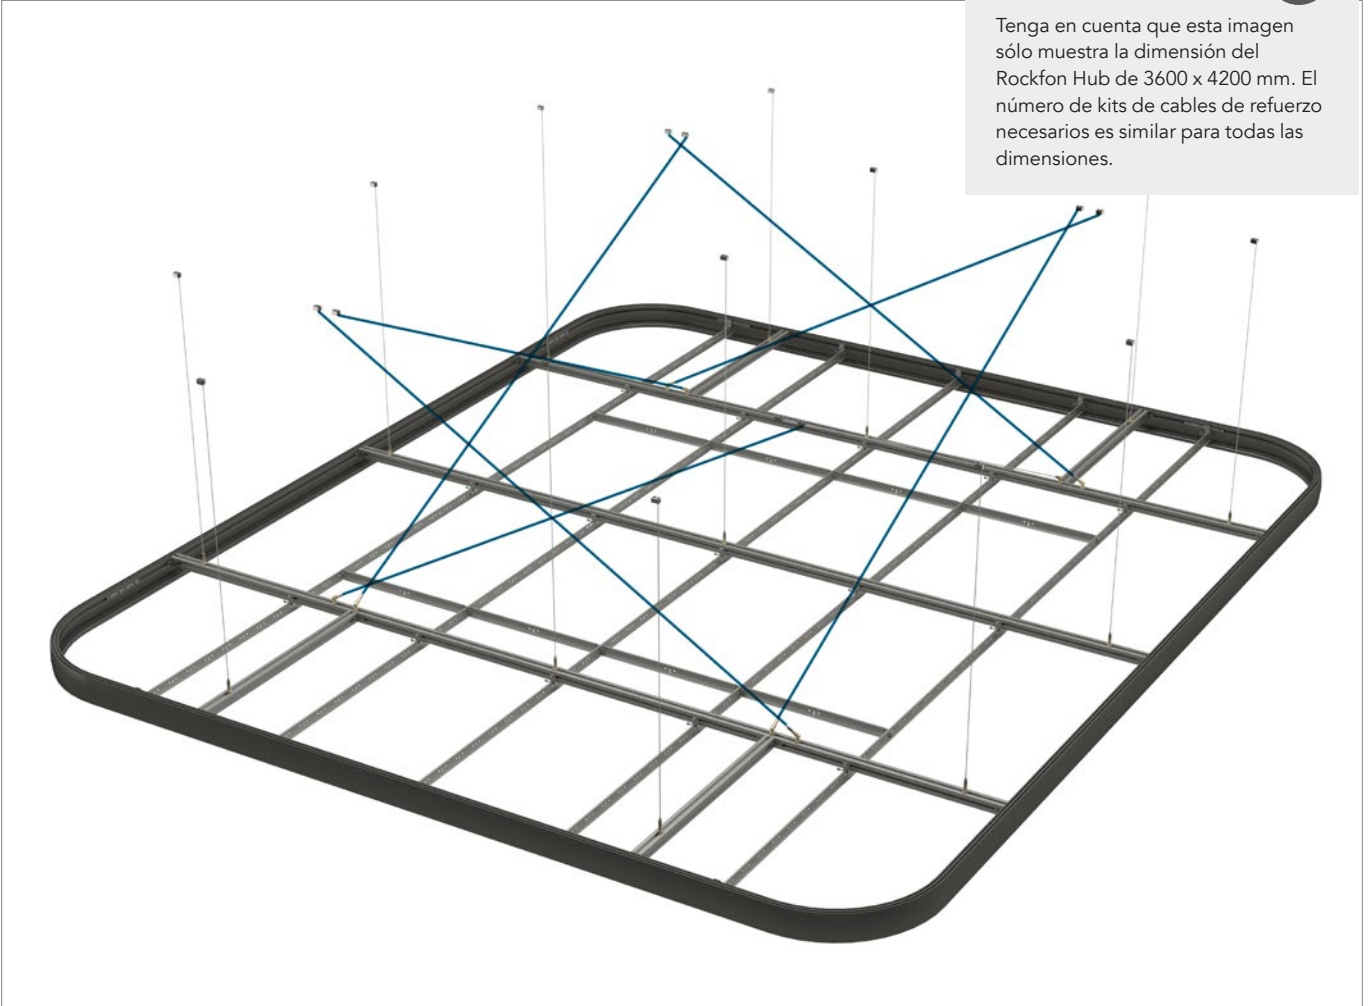 Tenga en cuenta que esta imagen
sólo muestra la dimensión del
Rockfon Hub de 3600 x 4200 mm. El
número de kits de cables de refuerzo
necesarios es similar para todas las
dimensiones.